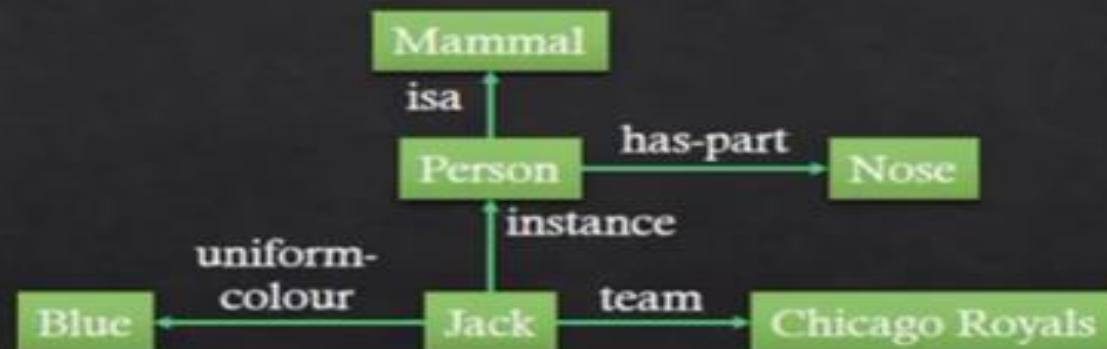 Mammal
isa
has-part
Person
Nose
instance
uniform-
colour
team
Blue
Jack
Chicago Royals